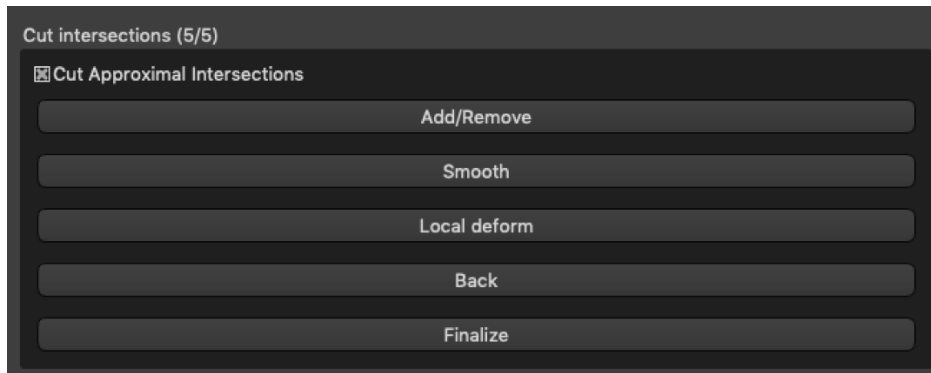 Cut intersections (5/5)
Cut Approximal Intersections
Add/Remove
Smooth
Local deform
Back
Finalize